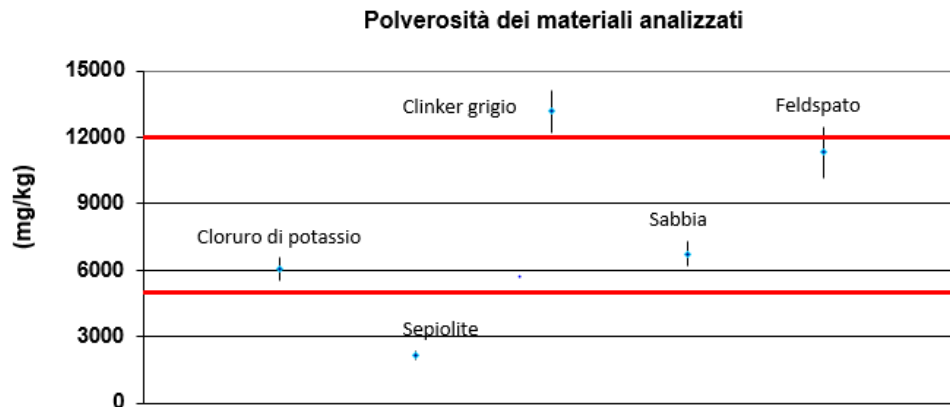 Polverosità dei materiali analizzati
(mg/kg)
15000
12000
9000
6000
3000
0
Clinker grigio
Feldspato
Sabbia
Cloruro di potassio
Sepiolite